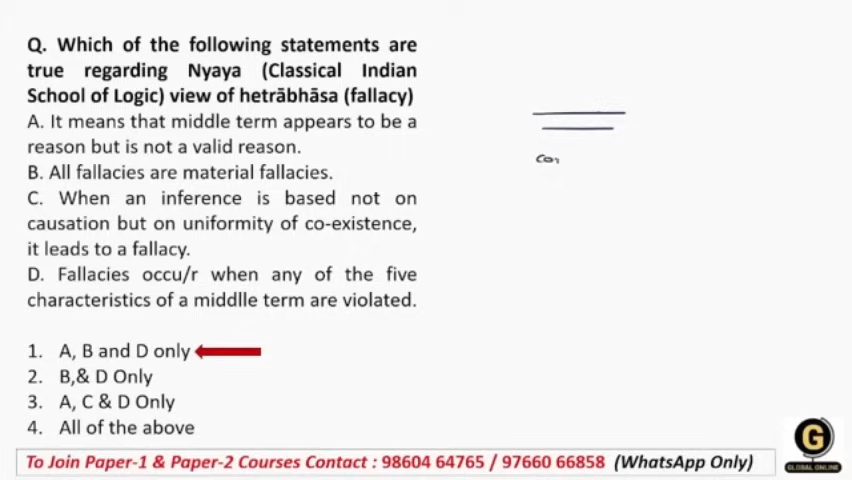 Q. Which of the following statements are
true regarding Nyaya (Classical Indian
School of Logic) view of hetrābhāsa (fallacy)
A. It means that middle term appears to be a
reason but is not a valid reason.
B. All fallacies are material fallacies.
C. When an inference is based not on
causation but on uniformity of co-existence,
it leads to a fallacy.
D. Fallacies occu/r when any of the five
characteristics of a middlle term are violated.
1. A, B and D only
2. B,& D Only
3. A, C & D Only
4. All of the above
G
GLOBAL ONLINE
To Join Paper-1 & Paper-2 Courses Contact : 98604 64765 / 97660 66858 (WhatsApp Only)